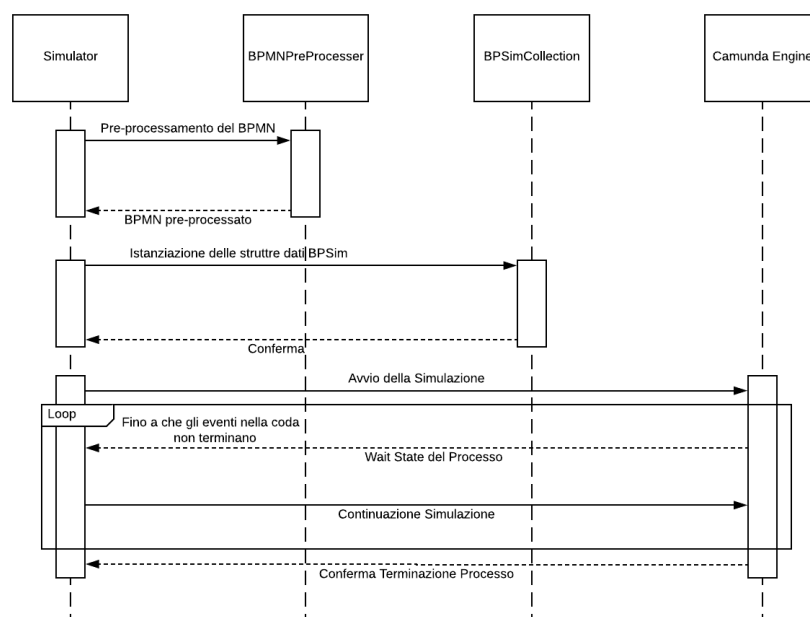 Simulator
BPMNPreProcesser
BPSimCollection
Camunda Engine
Pre-processamento del BPMN
BPMN pre-processato
Istanziazione delle struttre dati BPSim
Conferma
Avvio della Simulazione
Loop
Fino a che gli eventi nella coda
non terminano
Wait State del Processo
Continuazione Simulazione
Conferma Terminazione Processo